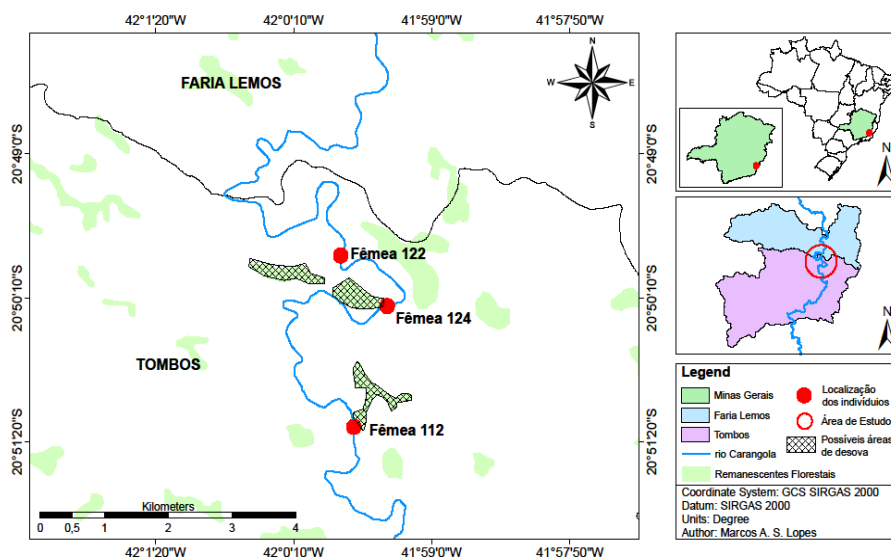 42°1'20"O 42°0'10"O 41°59'O 41°57'50"O
20°49'S
20°50'10"S
20°51'20"S
FARIA LEMOS
N
W E
S
Fêmea 122
Fêmea 124
TOMBOS
Fêmea 112
Kilometers
0 0,5 1 2 3 4
20°49'S
20°50'10"S
20°51'20"S
42°1'20"O 42°0'10"O 41°59'O 41°57'50"O
N
N
Legend
Minas Gerais
Faria Lemos
Tombos
rio Carangola
Remanescentes Florestais
Localização
dos indivíduos
Área de Estudo
Possíveis áreas
de desova
Coordinate System: GCS SIRGAS 2000
Datum: SIRGAS 2000
Units: Degree
Author: Marcos A. S. Lopes